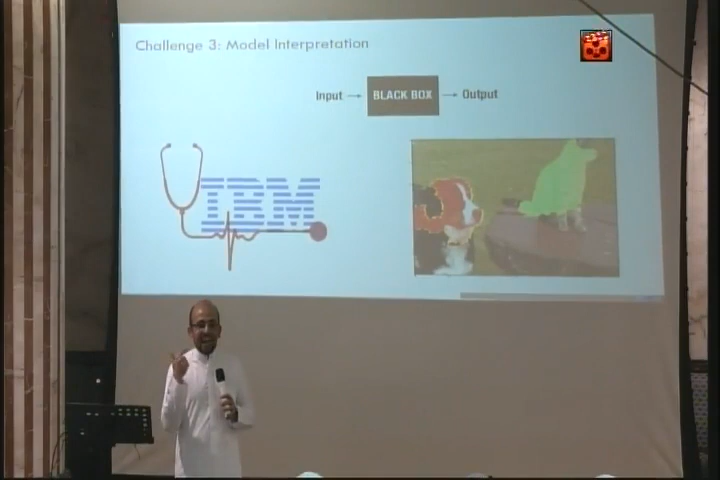 Challenge 3: Model Interpretation
Input → BLACK BOX → Output
IBM